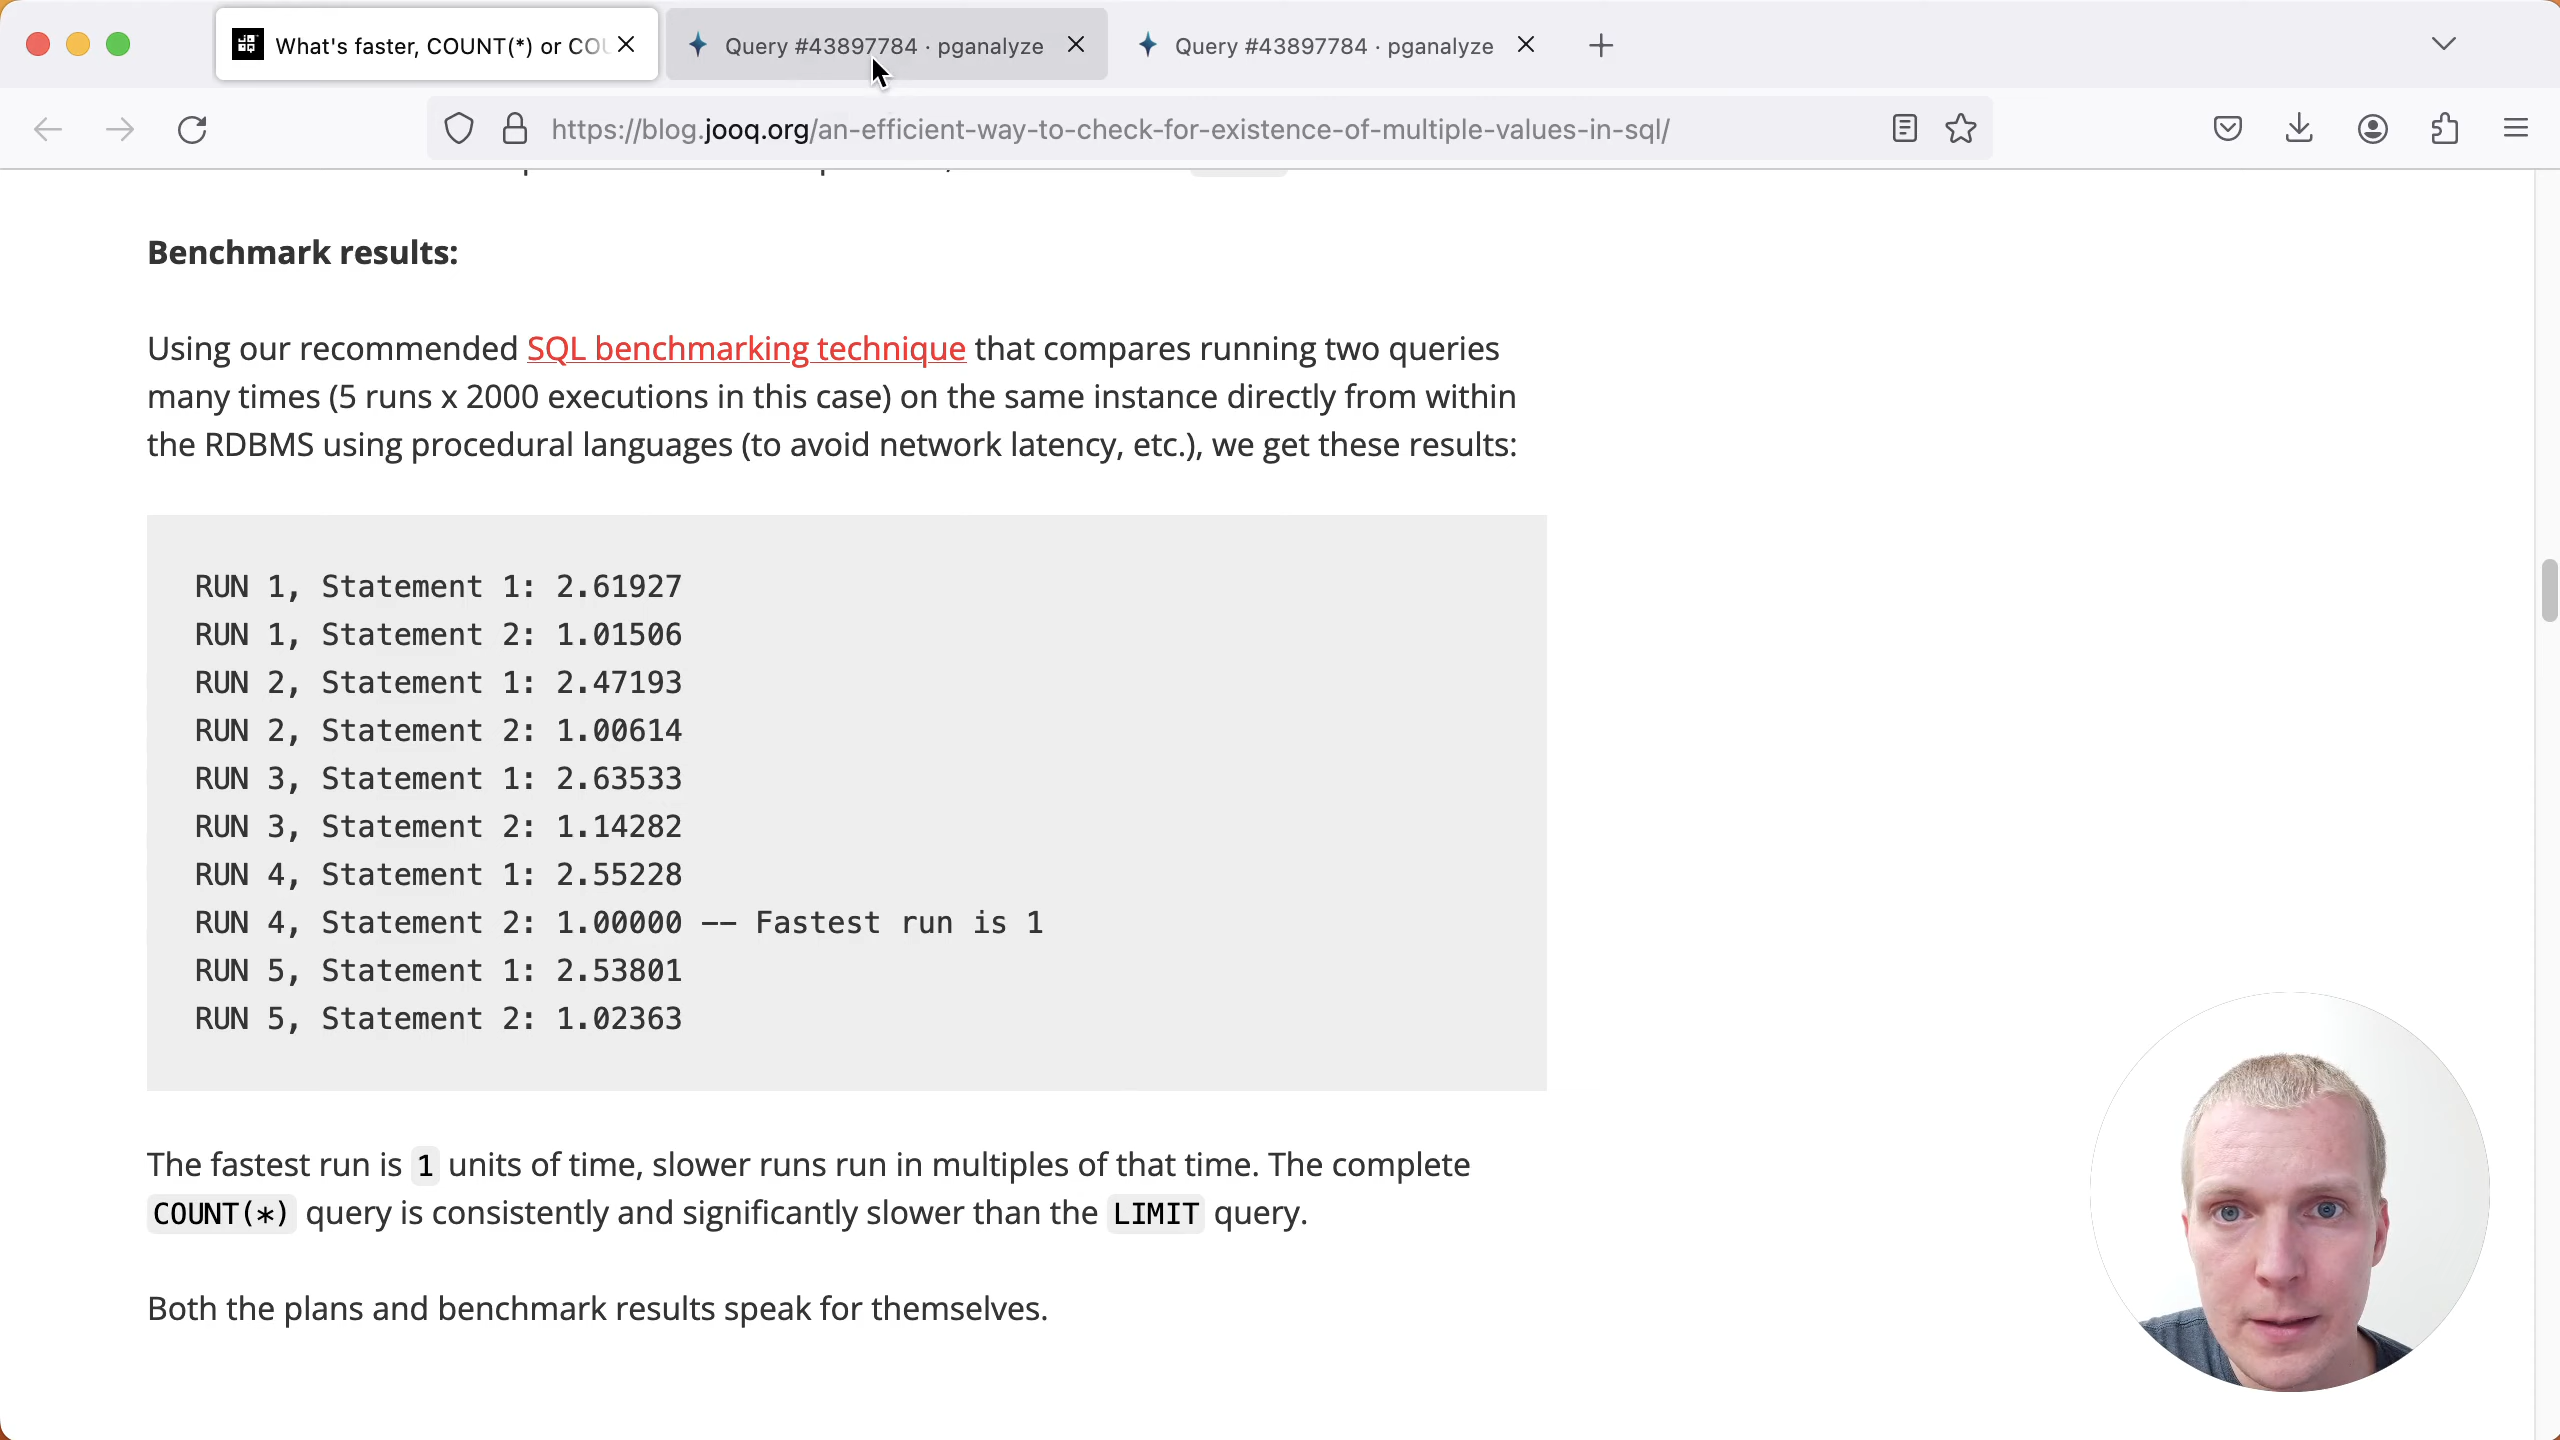 What's faster, COUNT(*) or COU
Query #43897784 · pganalyze
Query #43897784 · pganalyze
https://blog.jooq.org/an-efficient-way-to-check-for-existence-of-multiple-values-in-sql/
Benchmark results:
Using our recommended SQL benchmarking technique that compares running two queries
many times (5 runs x 2000 executions in this case) on the same instance directly from within
the RDBMS using procedural languages (to avoid network latency, etc.), we get these results:
RUN 1, Statement 1: 2.61927
RUN 1, Statement 2: 1.01506
RUN 2, Statement 1: 2.47193
RUN 2, Statement 2: 1.00614
RUN 3, Statement 1: 2.63533
RUN 3, Statement 2: 1.14282
RUN 4, Statement 1: 2.55228
RUN 4, Statement 2: 1.00000 -- Fastest run is 1
RUN 5, Statement 1: 2.53801
RUN 5, Statement 2: 1.02363
The fastest run is 1 units of time, slower runs run in multiples of that time. The complete
COUNT(*) query is consistently and significantly slower than the LIMIT query.
Both the plans and benchmark results speak for themselves.